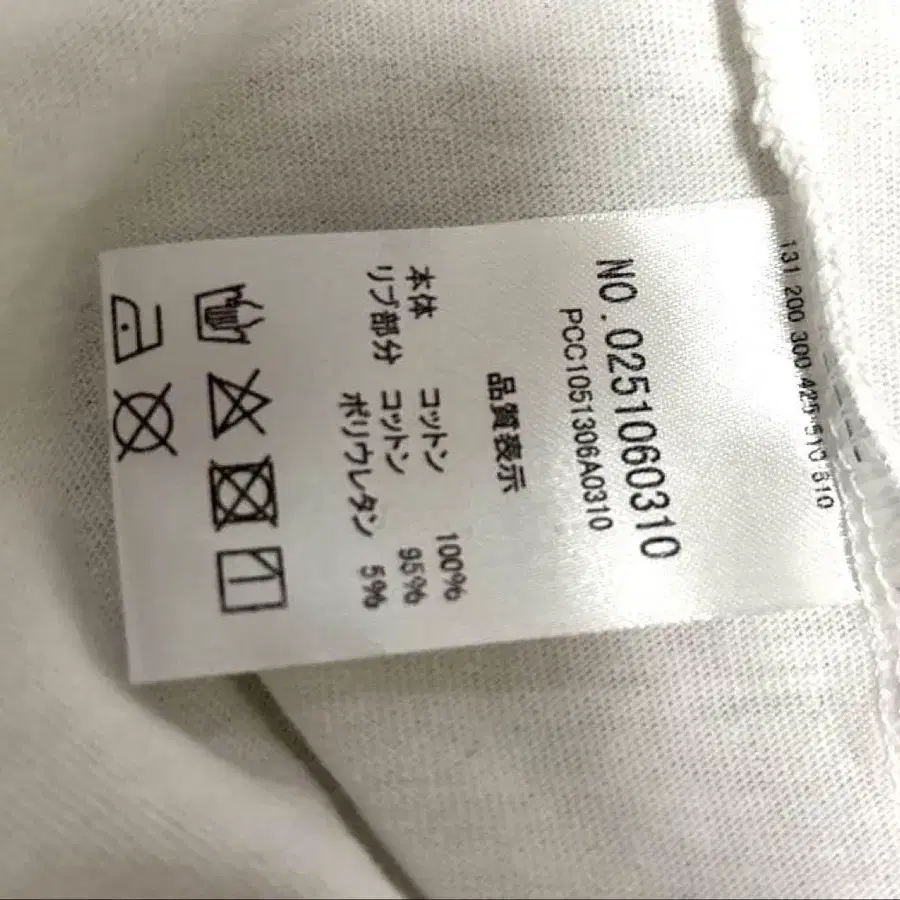 131 200 300 425 510 610
NO.0251060310
PCC1051306A0310
品質表示
本体 コットン 100%
リブ部分 コットン 95%
ポリウレタン 5%